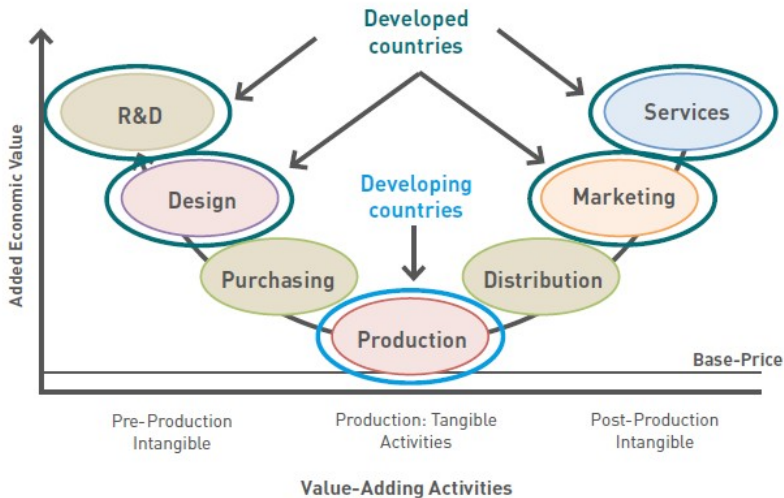 Developed
countries
R&D
Services
Design
Marketing
Developing
countries
Purchasing
Distribution
Production
Base-Price
Added Economic Value
Pre-Production
Intangible
Production: Tangible
Activities
Post-Production
Intangible
Value-Adding Activities